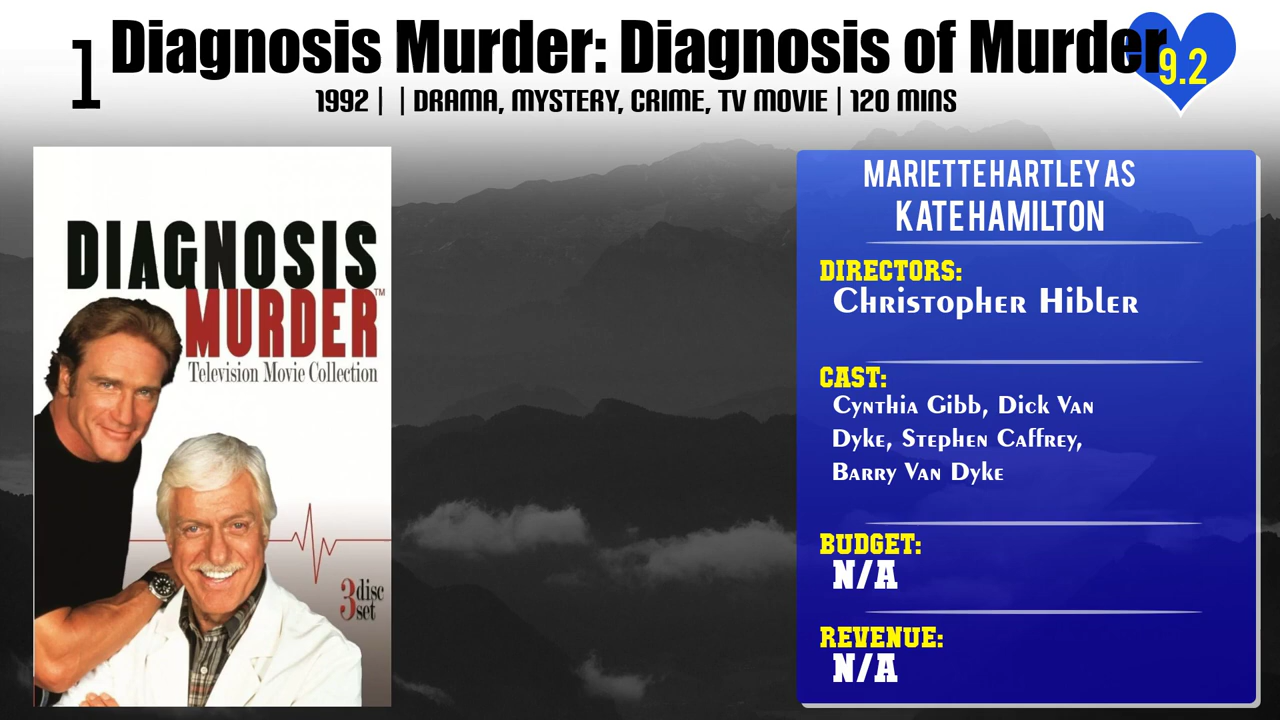 1
Diagnosis Murder: Diagnosis of Murder
9.2
1992 | | DRAMA, MYSTERY, CRIME, TV MOVIE | 120 MINS
DIAGNOSIS
MURDER™
Television Movie Collection
3 disc
set
MARIETTE HARTLEY AS
KATE HAMILTON
DIRECTORS:
Christopher Hibler
CAST:
Cynthia Gibb, Dick Van
Dyke, Stephen Caffrey,
Barry Van Dyke
BUDGET:
N/A
REVENUE:
N/A